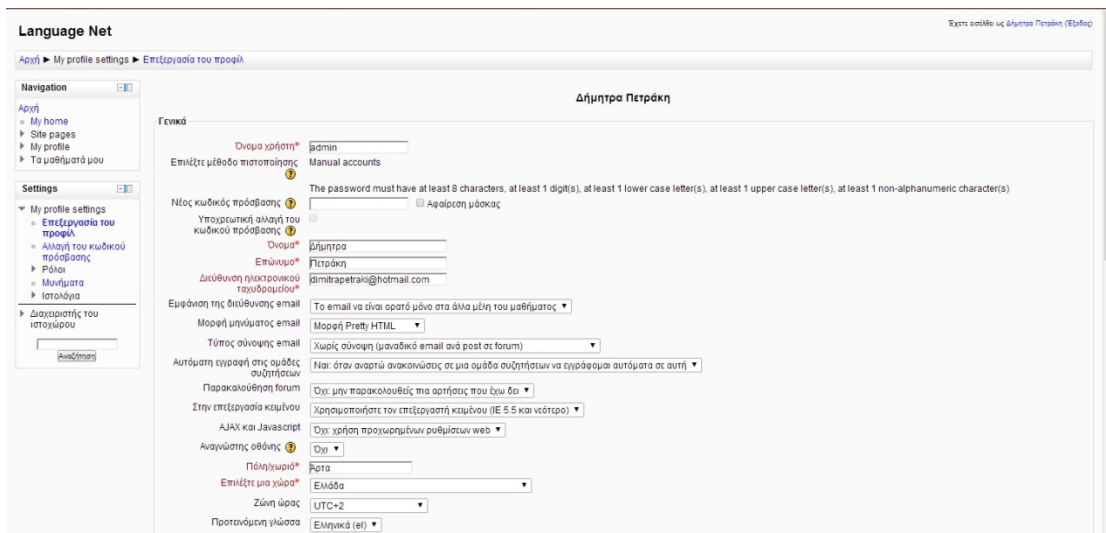 Language Net
Έχετε εισέλθει ως Δήμητρα Πετράκη (Έξοδος)
Αρχή ► My profile settings ► Επεξεργασία του προφίλ
Navigation
Αρχή
My home
Site pages
My profile
Τα μαθήματά μου
Settings
My profile settings
Επεξεργασία του
προφίλ
Αλλαγή του κωδικού
πρόσβασης
Ρόλοι
Μυνήματα
Ιστολόγια
Διαχειριστής του
ιστοχώρου
Αναζήτηση
Δήμητρα Πετράκη
Γενικά
Όνομα χρήστη* admin
Επιλέξτε μέθοδο πιστοποίησης Manual accounts
The password must have at least 8 characters, at least 1 digit(s), at least 1 lower case letter(s), at least 1 upper case letter(s), at least 1 non-alphanumeric character(s)
Νέος κωδικός πρόσβασης Αφαίρεση μάσκας
Υποχρεωτική αλλαγή του
κωδικού πρόσβασης
Όνομα* Δήμητρα
Επώνυμο* Πετράκη
Διεύθυνση ηλεκτρονικού
ταχυδρομείου* dimitrapetraki@hotmail.com
Εμφάνιση της διεύθυνσης email Το email να είναι ορατό μόνο στα άλλα μέλη του μαθήματος
Μορφή μηνύματος email Μορφή Pretty HTML
Τύπος σύνοψης email Χωρίς σύνοψη (μαναδικό email ανά post σε forum)
Αυτόματη εγγραφή στις ομάδες
συζητήσεων Ναι: όταν αναρτώ ανακοινώσεις σε μια ομάδα συζητήσεων να εγγράφομαι αυτόματα σε αυτή
Παρακαλούθηση forum Όχι: μην παρακολουθείς πια αρτήσεις που έχω δει
Στην επεξεργασία κειμένου Χρησιμοποιήστε τον επεξεργαστή κειμένου (IE 5.5 και νεότερο)
AJAX και Javascript Όχι: χρήση προχωρημένων ρυθμίσεων web
Αναγνώστης οθόνης Όχι
Πόλη/χωριό* Άρτα
Επιλέξτε μια χώρα* Ελλάδα
Ζώνη ώρας UTC+2
Προτεινόμενη γλώσσα Ελληνικά (el)